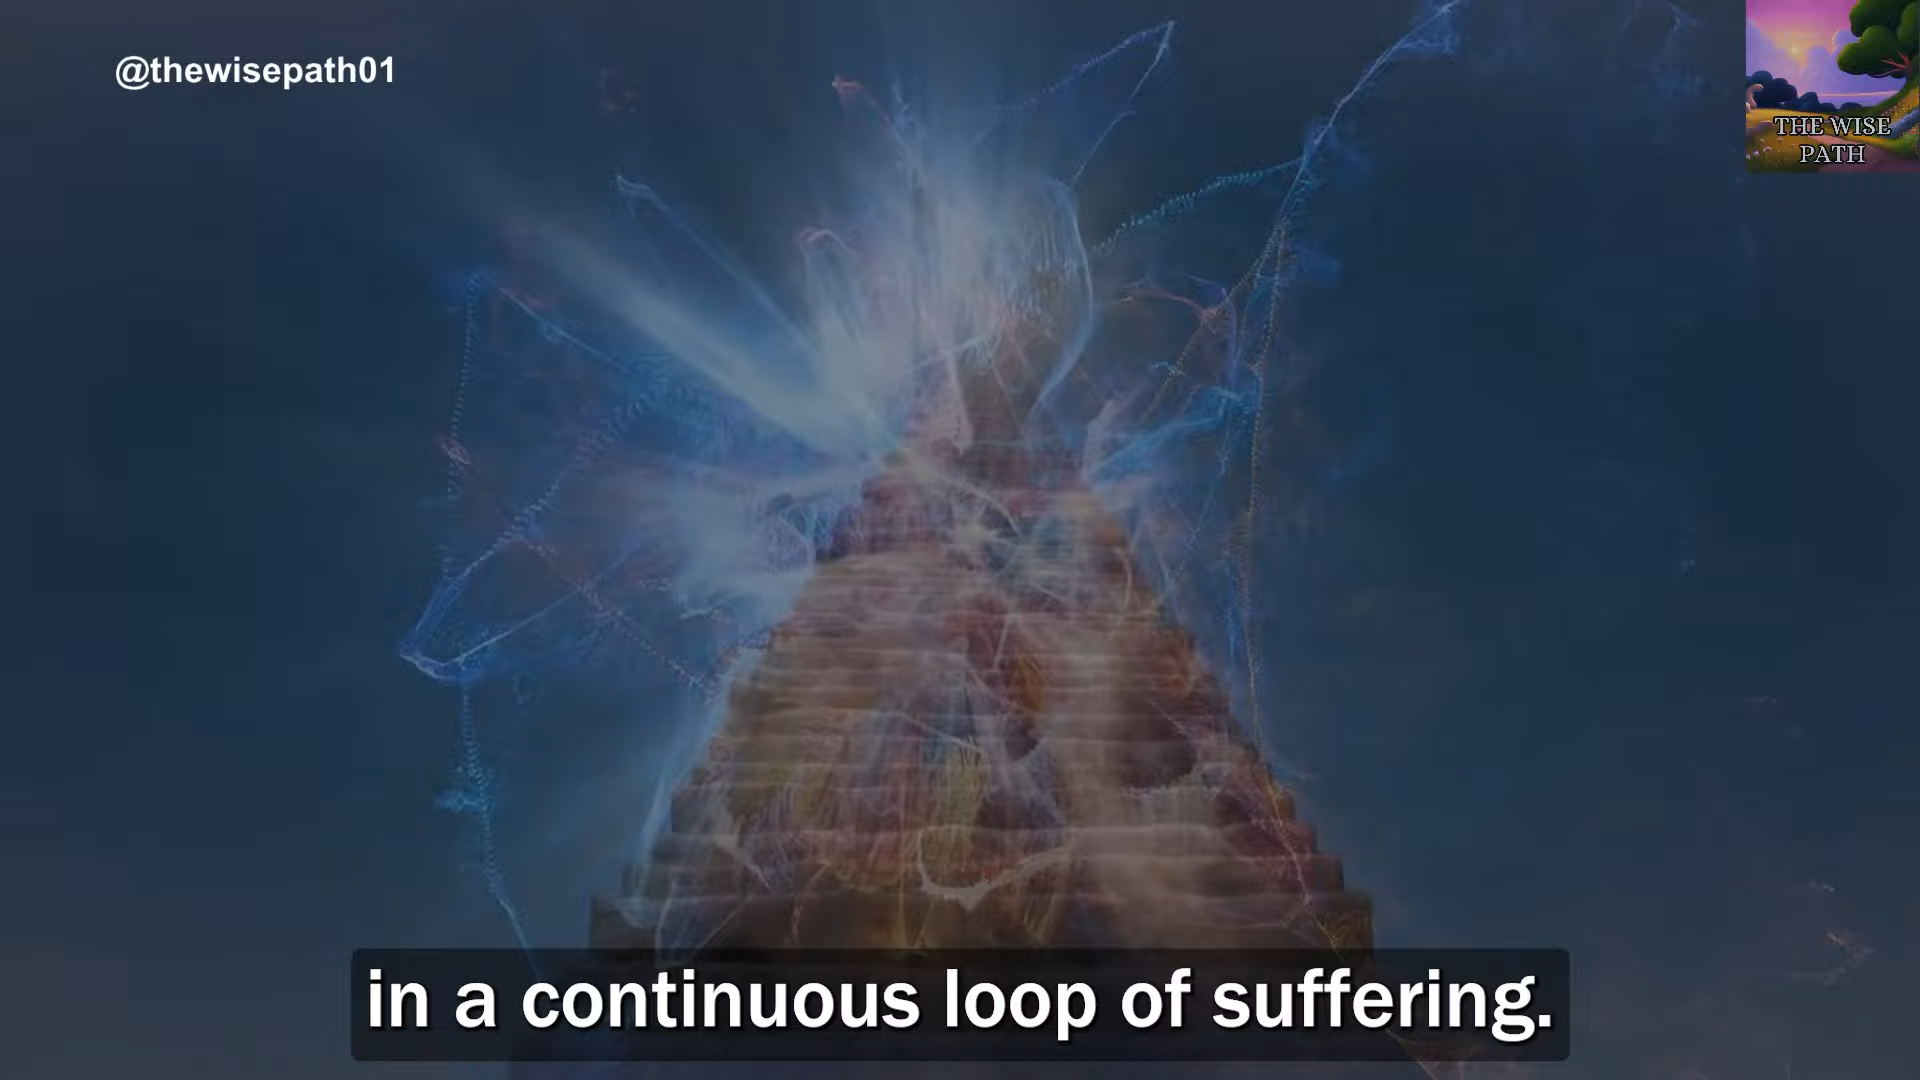 @thewisepath01
THE WISE
PATH
in a continuous loop of suffering.